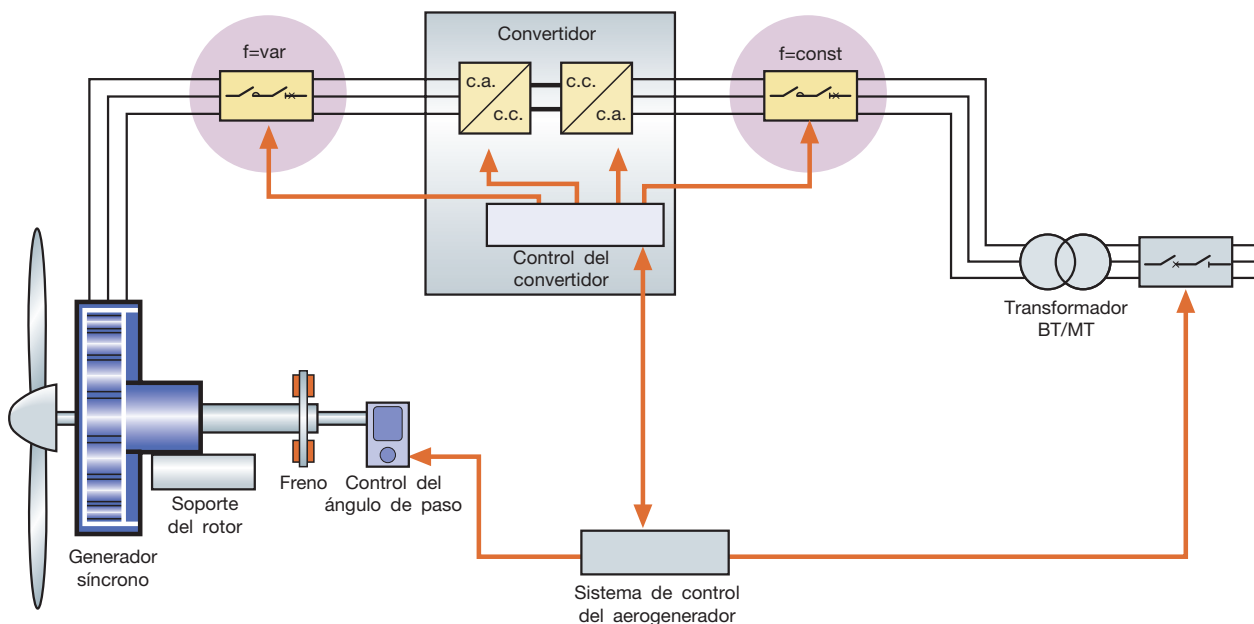 Convertidor
f=var
f=const
c.a.
c.c.
c.c.
c.a.
Control del
convertidor
Transformador
BT/MT
Freno
Control del
ángulo de paso
Soporte
del rotor
Generador
síncrono
Sistema de control
del aerogenerador